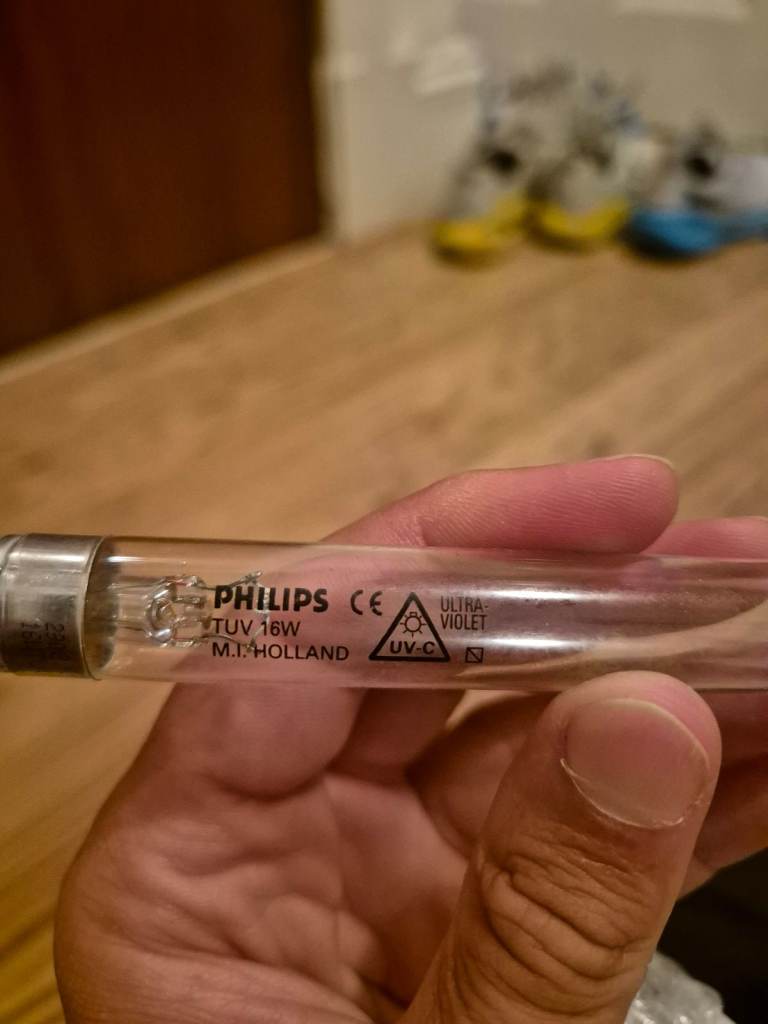 PHILIPS CE
TUV 16W
M.I. HOLLAND
UV-C
ULTRA-
VIOLET